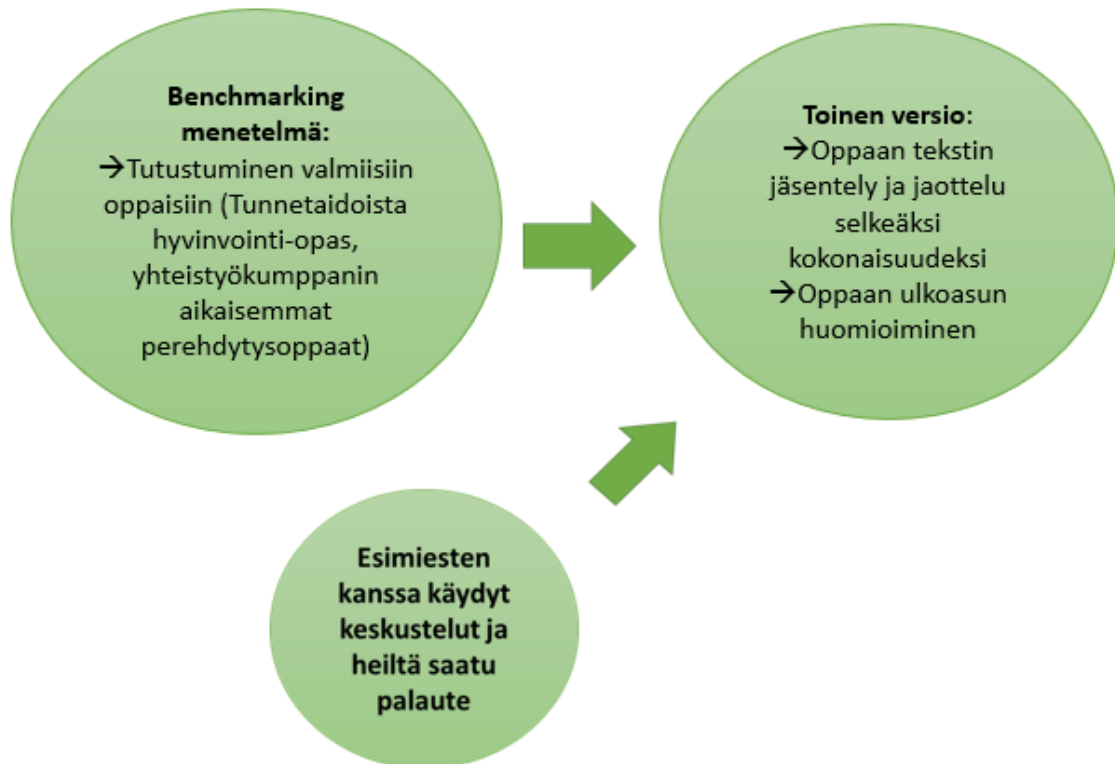 Benchmarking
menetelmä:
→Tutustuminen valmiisiin
oppaisiin (Tunnetaidoista
hyvinvointi-opas,
yhteistyökumppanin
aikaisemmat
perehdytysoppaat)
Toinen versio:
→Oppaan tekstin
jäsentely ja jaottelu
selkeäksi
kokonaisuudeksi
→Oppaan ulkoasun
huomioiminen
Esimiesten
kanssa käydyt
keskustelut ja
heiltä saatu
palaute